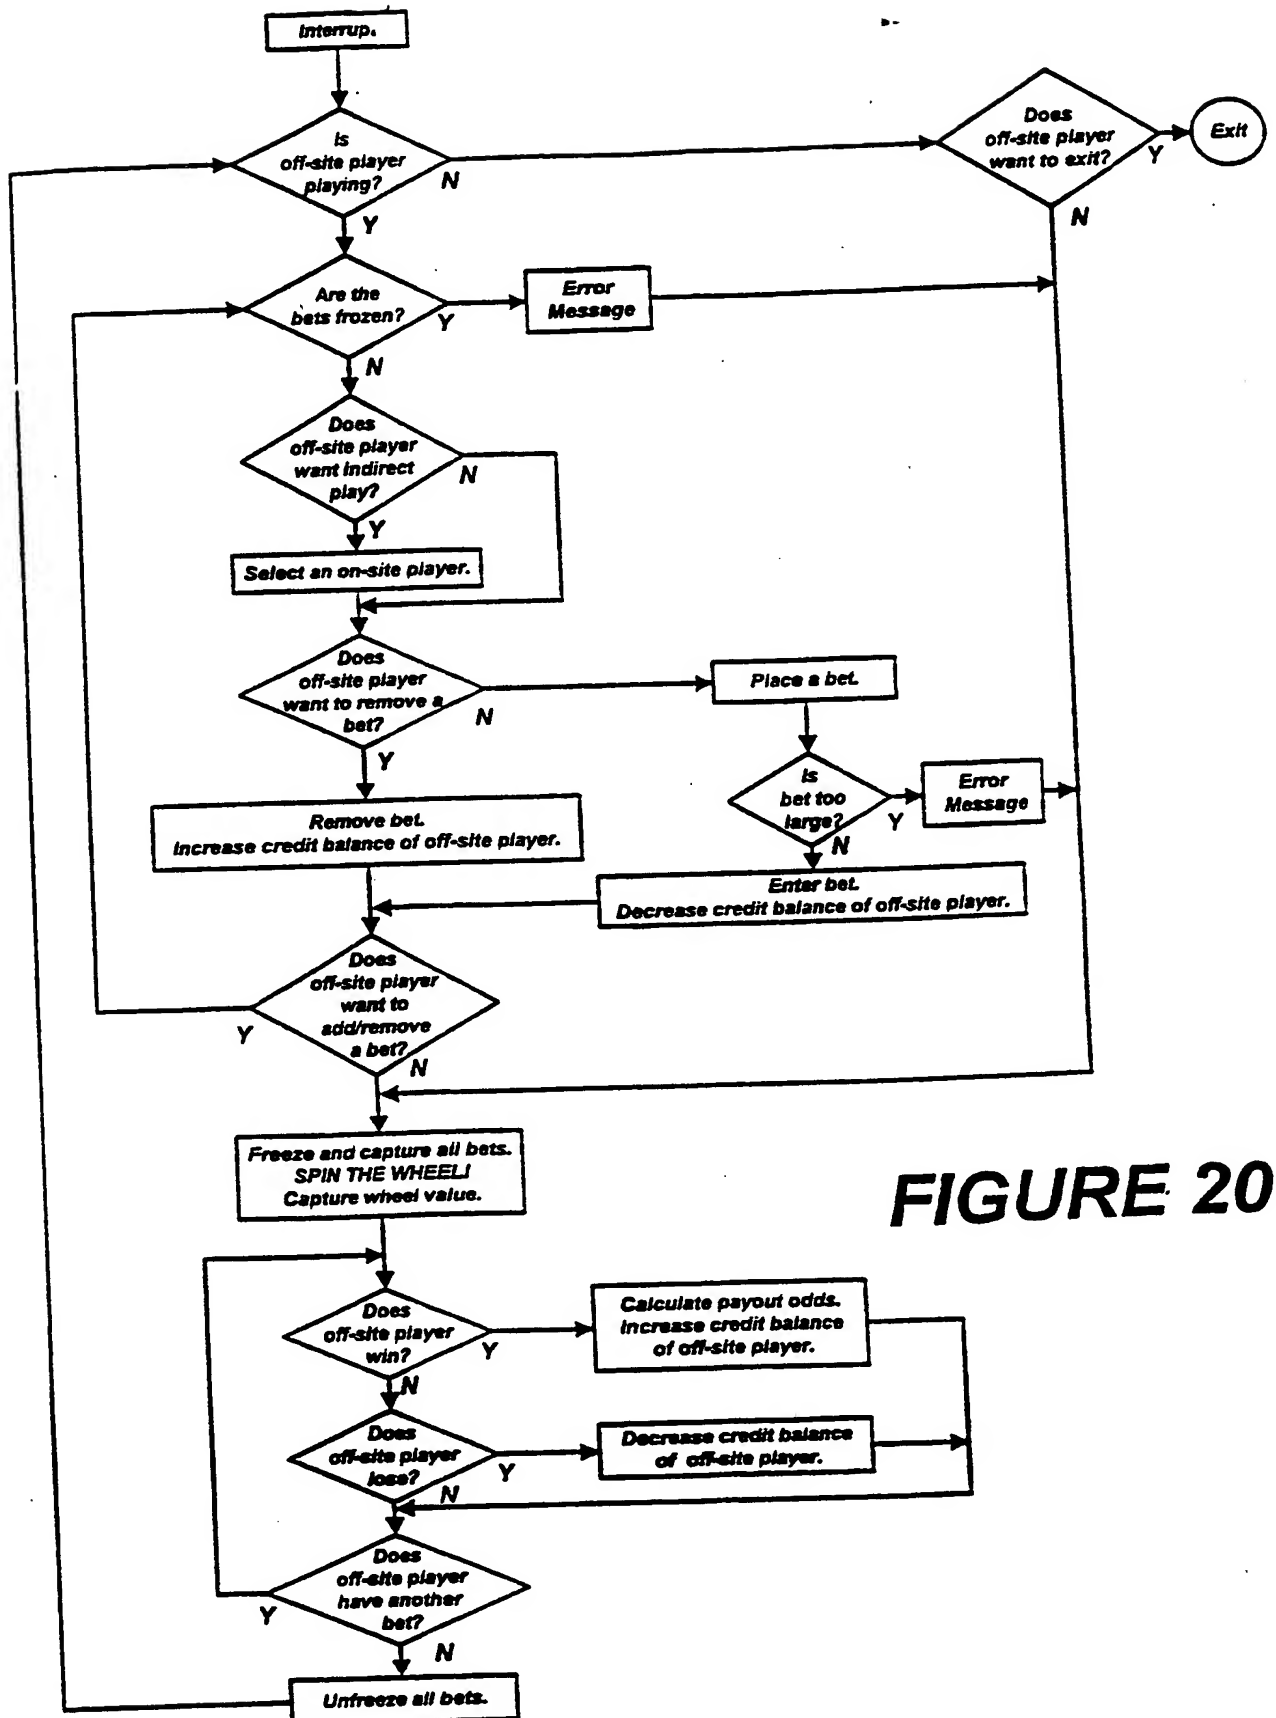 Interrup.
Is
off-site player
playing?
N
Y
Does
off-site player
want to exit?
Y
N
Exit
Are the
bets frozen?
Y
N
Error
Message
Does
off-site player
want indirect
play?
N
Y
Select an on-site player.
Does
off-site player
want to remove a
bet?
N
Y
Place a bet.
Is
bet too
large?
Y
N
Error
Message
Remove bet.
Increase credit balance of off-site player.
Enter bet.
Decrease credit balance of off-site player.
Does
off-site player
want to
add/remove
a bet?
Y
N
Freeze and capture all bets.
SPIN THE WHEEL!
Capture wheel value.
FIGURE 20
Does
off-site player
win?
Y
N
Calculate payout odds.
Increase credit balance
of off-site player.
Does
off-site player
lose?
Y
N
Decrease credit balance
of off-site player.
Does
off-site player
have another
bet?
Y
N
Unfreeze all bets.